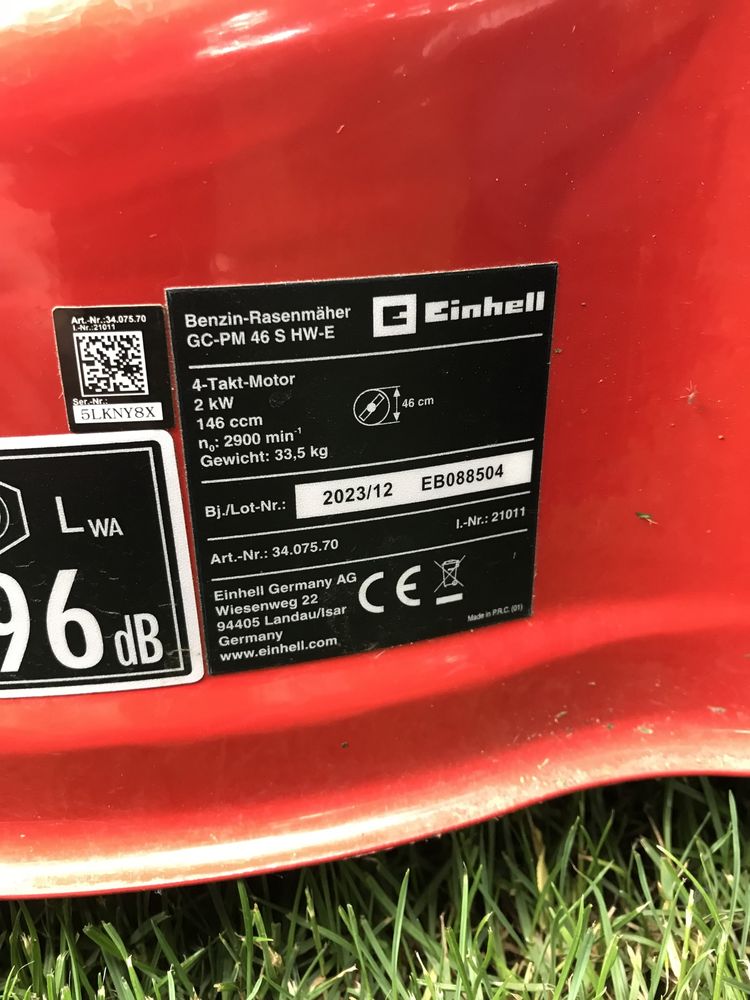 Art.-Nr.:34.075.70
I.-Nr.:21011
Ser.-Nr.:
5LKNY8X
LWA
96 dB
Benzin-Rasenmäher
GC-PM 46 S HW-E
Einhell
4-Takt-Motor
2 kW
146 ccm
n₀: 2900 min⁻¹
Gewicht: 33,5 kg
46 cm
Bj./Lot-Nr.: 2023/12 EB088504
Art.-Nr.: 34.075.70
I.-Nr.: 21011
Einhell Germany AG
Wiesenweg 22
94405 Landau/Isar
Germany
www.einhell.com
CE
Made in P.R.C. (01)